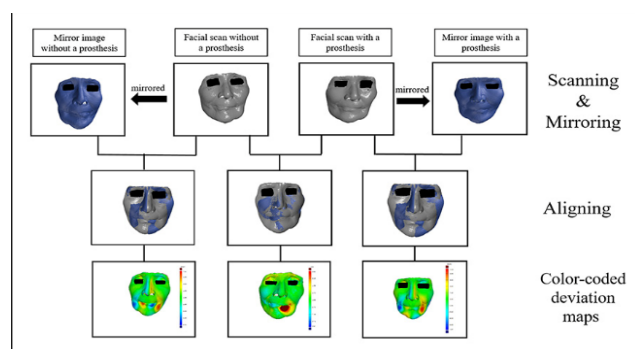 Mirror image
without a prosthesis
Facial scan without
a prosthesis
Facial scan with a
prosthesis
Mirror image with a
prosthesis
mirrored
mirrored
Scanning
&
Mirroring
Aligning
Color-coded
deviation
maps